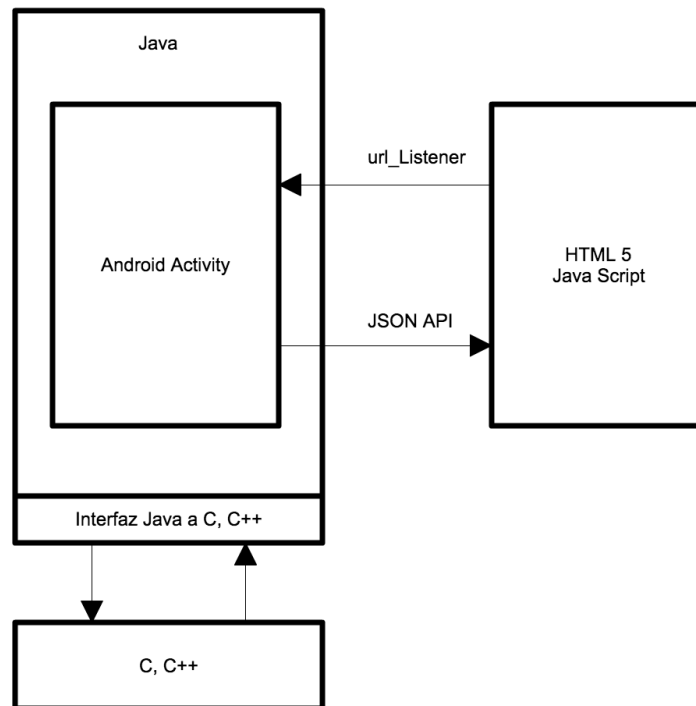 Java
url_Listener
Android Activity
HTML 5
Java Script
JSON API
Interfaz Java a C, C++
C, C++